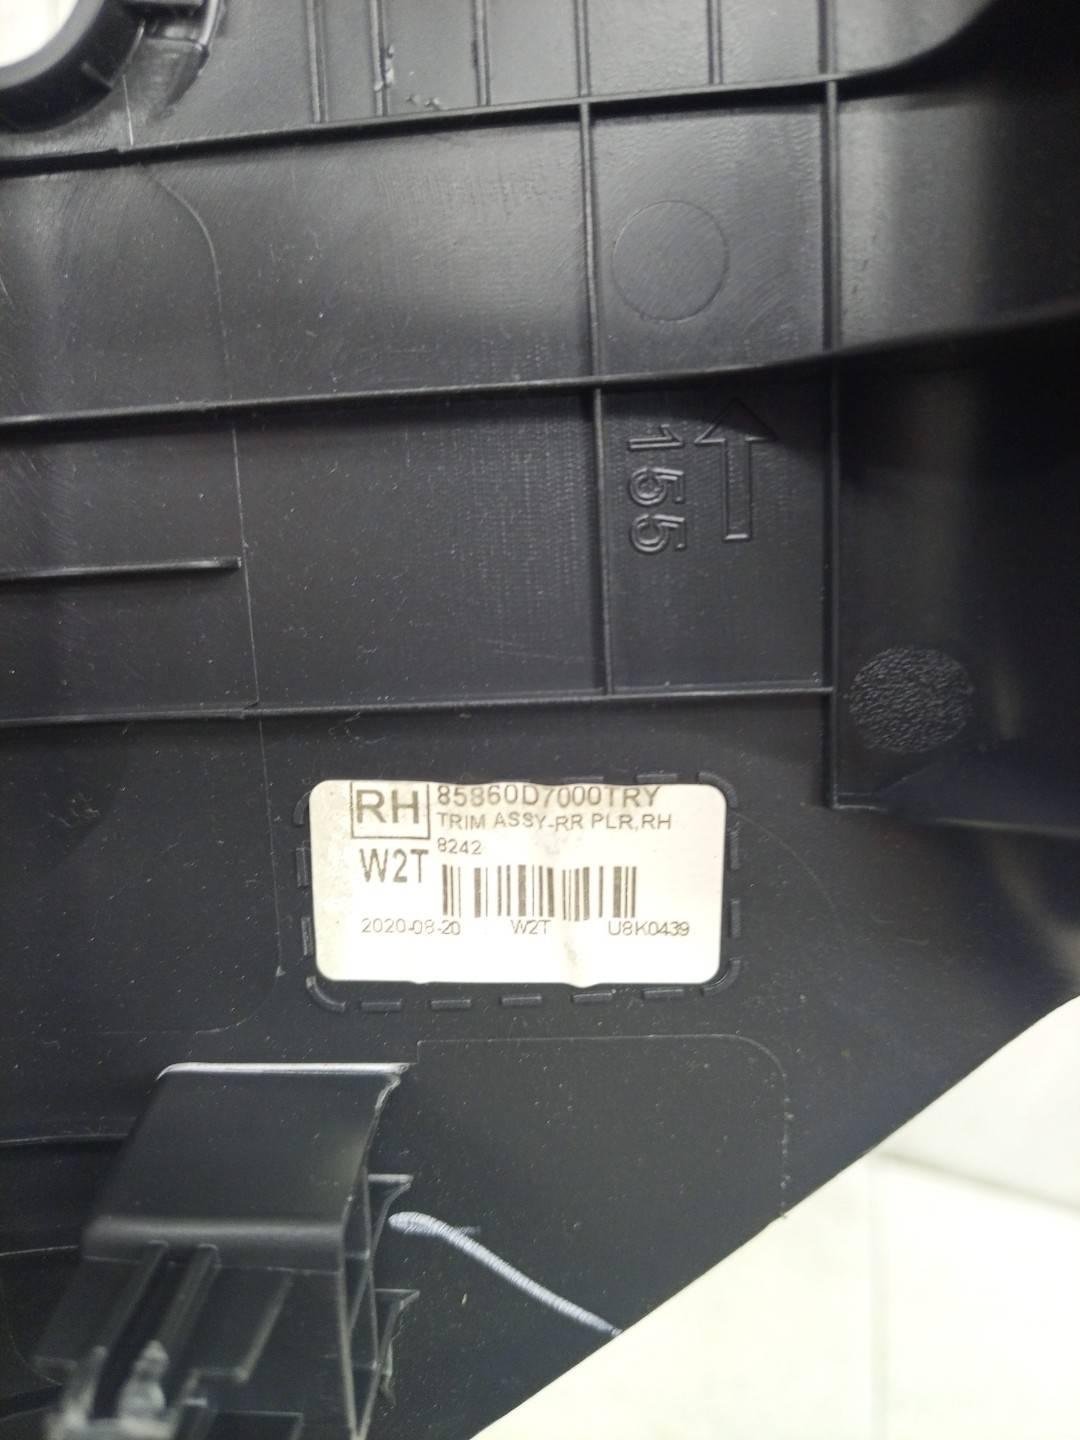 155
RH 85860D7000TRY
TRIM ASSY-RR PLR,RH
8242
W2T
2020-08-20 W2T U8K0439